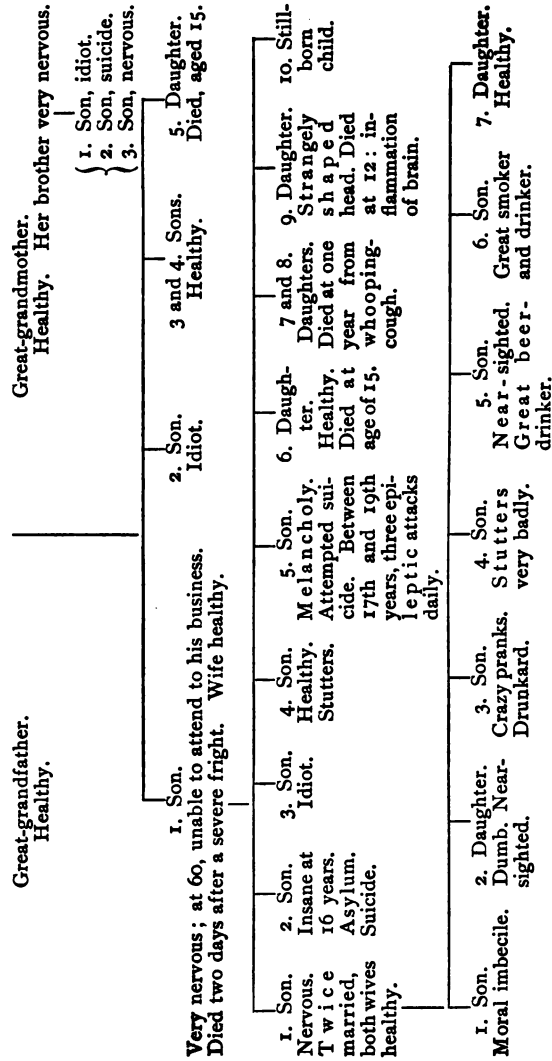 Great-grandfather.
Healthy.
Great-grandmother.
Healthy. Her brother very nervous.
1. Son, idiot.
2. Son, suicide.
3. Son, nervous.
1. Son.
Very nervous; at 60, unable to attend to his business.
Died two days after a severe fright. Wife healthy.
2. Son.
Idiot.
3 and 4. Sons.
Healthy.
5. Daughter.
Died, aged 15.
1. Son.
Nervous.
Twice
married,
both wives
healthy.
2. Son.
Insane at
16 years.
Asylum.
Suicide.
3. Son.
Idiot.
4. Son.
Healthy.
Stutters.
5. Son.
Melancholy.
Attempted sui-
cide. Between
17th and 19th
years, three epi-
leptic attacks
daily.
6. Daugh-
ter.
Healthy.
Died at
age of 15.
7 and 8.
Daughters.
Died at one
year from
whooping-
cough.
9. Daughter.
Strangely
shaped
head. Died
at 12: in-
flammation
of brain.
10. Still-
born
child.
1. Son.
Moral imbecile.
2. Daughter.
Dumb. Near-
sighted.
3. Son.
Crazy pranks.
Drunkard.
4. Son.
Stutters
very badly.
5. Son.
Near-sighted.
Great beer-
drinker.
6. Son.
Great smoker
and drinker.
7. Daughter.
Healthy.